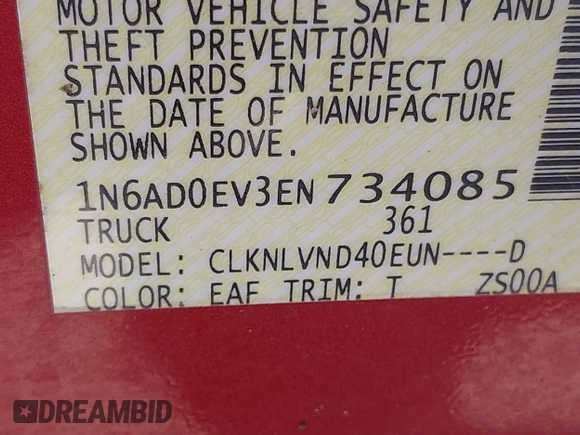 MOTOR VEHICLE SAFETY AND
THEFT PREVENTION
STANDARDS IN EFFECT ON
THE DATE OF MANUFACTURE
SHOWN ABOVE.
1N6AD0EV3EN734085
TRUCK 361
MODEL: CLKNLVND40EUN----D
COLOR: EAF TRIM: T ZS00A
DREAMBID